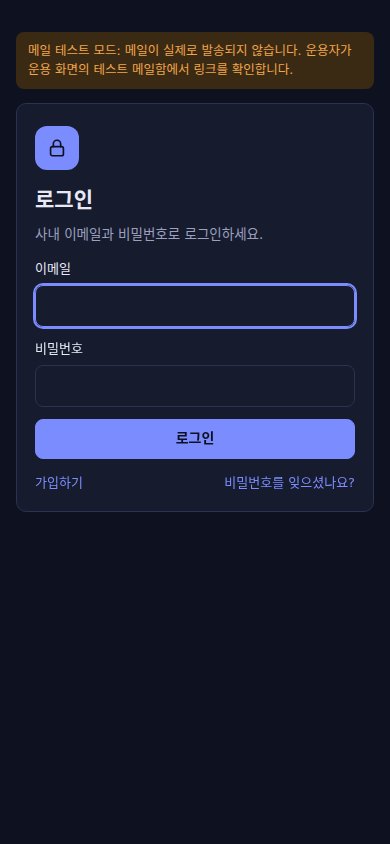 메일 테스트 모드: 메일이 실제로 발송되지 않습니다. 운용자가
운용 화면의 테스트 메일함에서 링크를 확인합니다.
로그인
사내 이메일과 비밀번호로 로그인하세요.
이메일
비밀번호
로그인
가입하기
비밀번호를 잊으셨나요?